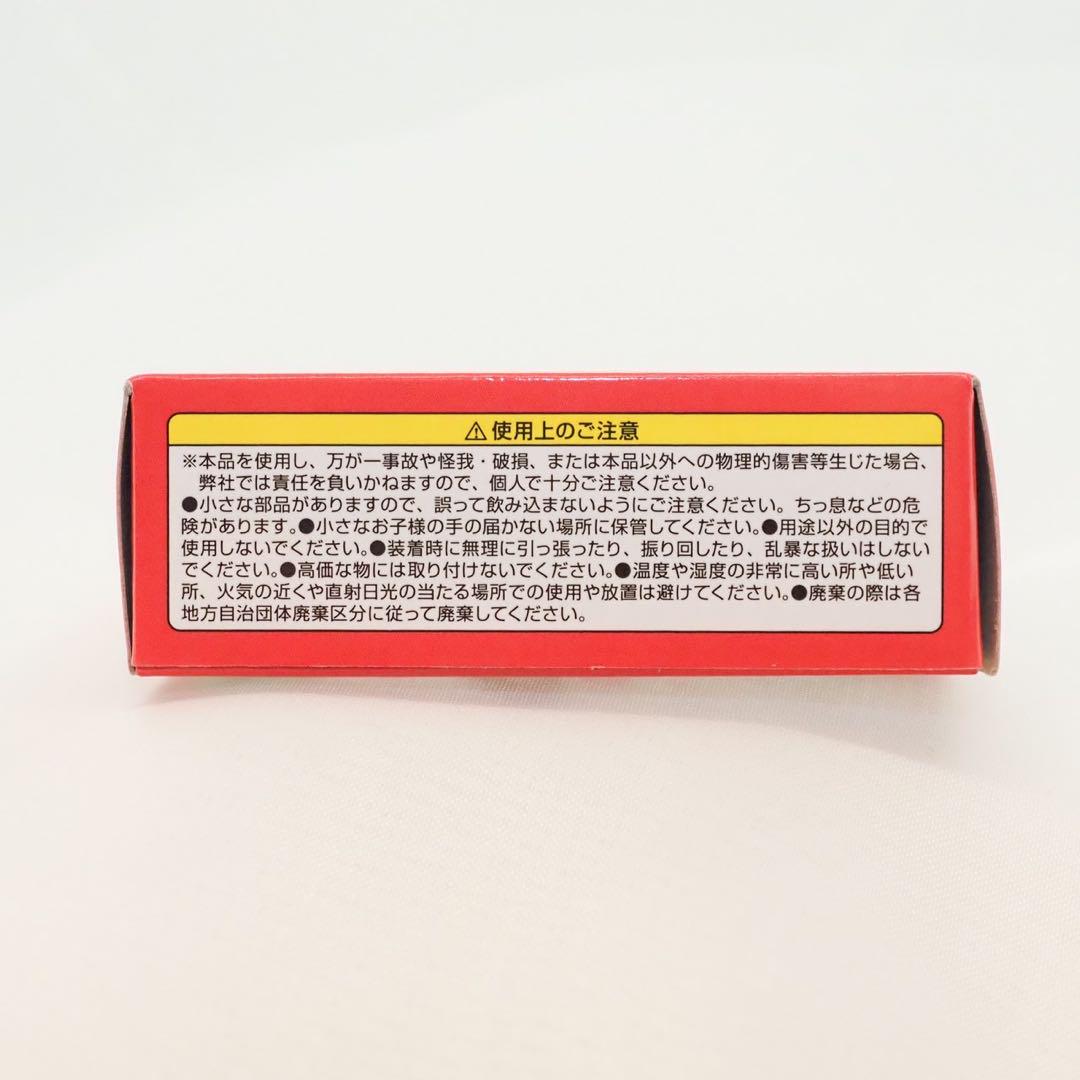 ⚠使用上のご注意
※本品を使用し、万が一事故や怪我・破損、または本品以外への物理的傷害等生じた場合、
弊社では責任を負いかねますので、個人で十分ご注意ください。
●小さな部品がありますので、誤って飲み込まないようにご注意ください。ちっ息などの危
険があります。●小さなお子様の手の届かない場所に保管してください。●用途以外の目的で
使用しないでください。●装着時に無理に引っ張ったり、振り回したり、乱暴な扱いはしない
でください。●高価な物には取り付けないでください。●温度や湿度の非常に高い所や低い
所、火気の近くや直射日光の当たる場所での使用や放置は避けてください。●廃棄の際は各
地方自治団体廃棄区分に従って廃棄してください。